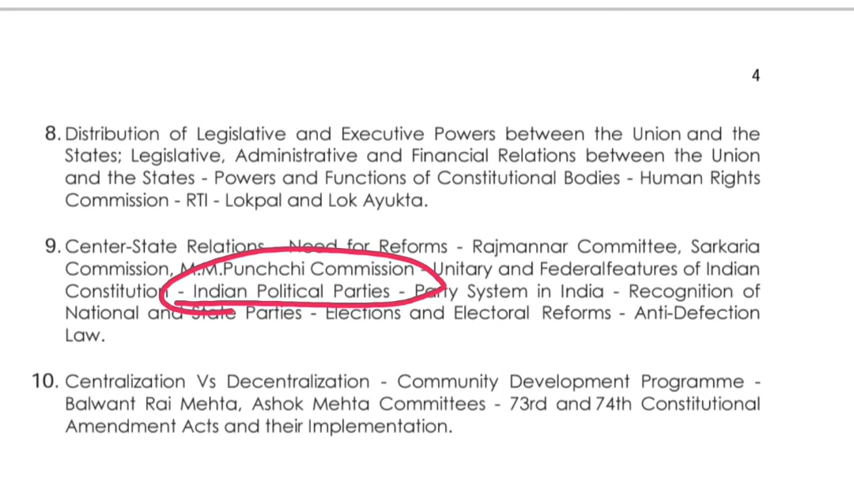 4
8. Distribution of Legislative and Executive Powers between the Union and the
States; Legislative, Administrative and Financial Relations between the Union
and the States - Powers and Functions of Constitutional Bodies - Human Rights
Commission - RTI - Lokpal and Lok Ayukta.
9. Center-State Relations - Need for Reforms - Rajmannar Committee, Sarkaria
Commission, M.M.Punchchi Commission - Unitary and Federalfeatures of Indian
Constitution - Indian Political Parties - Party System in India - Recognition of
National and State Parties - Elections and Electoral Reforms - Anti-Defection
Law.
10. Centralization Vs Decentralization - Community Development Programme -
Balwant Rai Mehta, Ashok Mehta Committees - 73rd and 74th Constitutional
Amendment Acts and their Implementation.